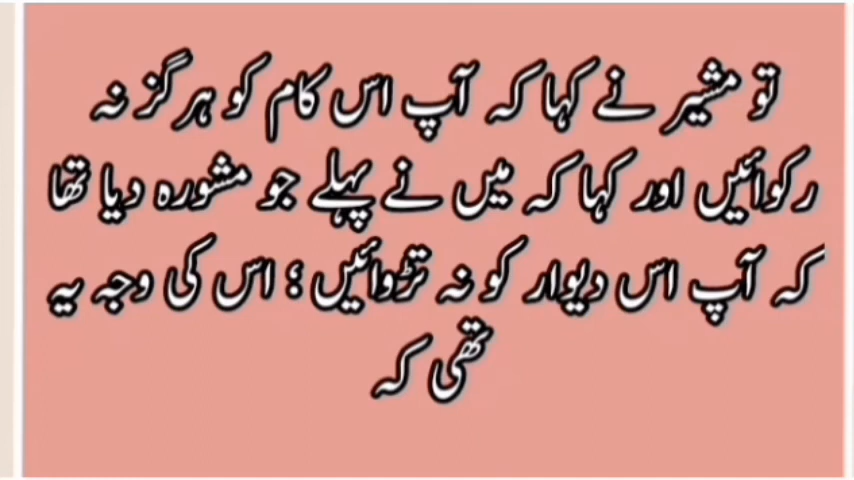 تو مشیر نے کہا کہ آپ اس کام کو ہرگز نہ
رکوائیں اور کہا کہ میں نے پہلے جو مشورہ دیا تھا
کہ آپ اس دیوار کو نہ تڑوائیں ؛ اس کی وجہ یہ
تھی کہ